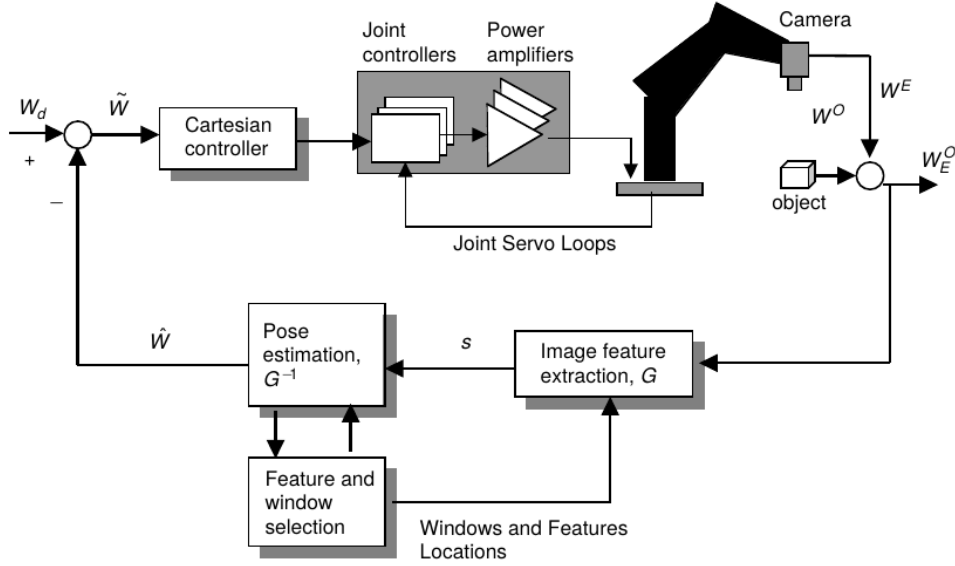 Camera
Joint
controllers
Power
amplifiers
W_d
+
−
W̃
Cartesian
controller
W^E
W^O
W_E^O
object
Joint Servo Loops
Ŵ
Pose
estimation,
G^{−1}
s
Image feature
extraction, G
Feature and
window
selection
Windows and Features
Locations